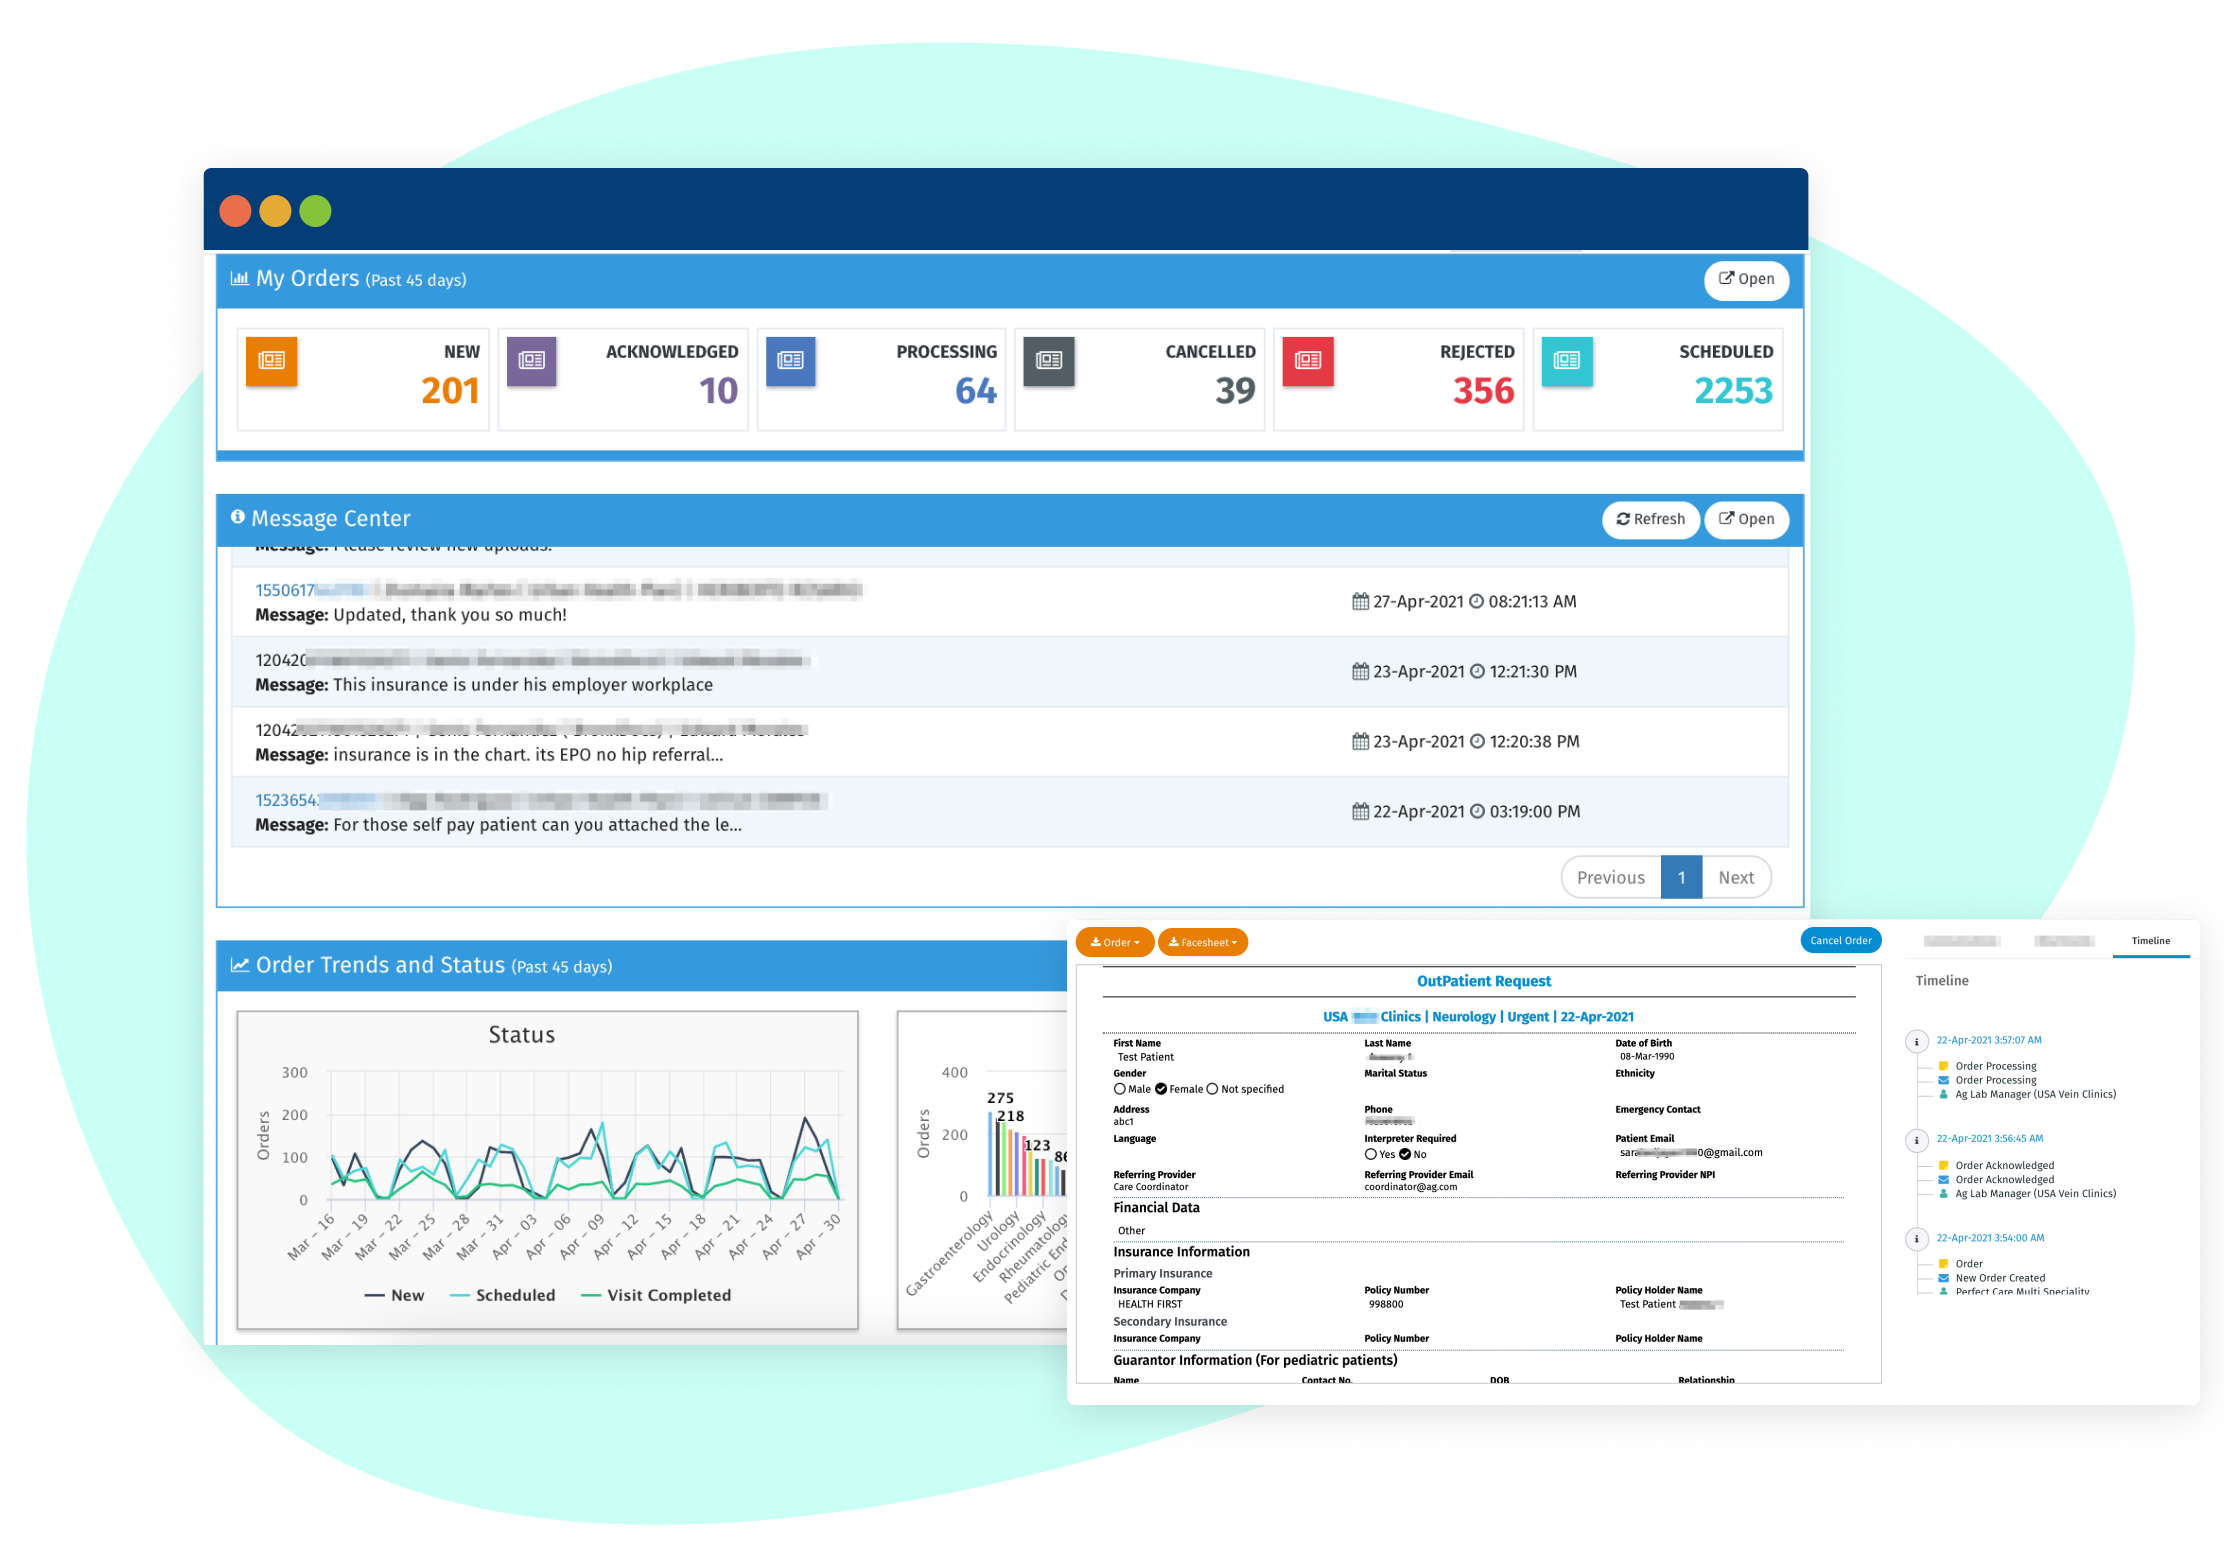 My Orders (Past 45 days)
Open
NEW
201
ACKNOWLEDGED
10
PROCESSING
64
CANCELLED
39
REJECTED
356
SCHEDULED
2253
Message Center
Refresh
Open
Message: Please review new uploads.
1550617
Message: Updated, thank you so much!
27-Apr-2021 08:21:13 AM
120420
Message: This insurance is under his employer workplace
23-Apr-2021 12:21:30 PM
12042
Message: insurance is in the chart. its EPO no hip referral...
23-Apr-2021 12:20:38 PM
1523654
Message: For those self pay patient can you attached the le...
22-Apr-2021 03:19:00 PM
Previous 1 Next
Order Trends and Status (Past 45 days)
Status
Orders
300
200
100
0
Mar - 16
Mar - 19
Mar - 22
Mar - 25
Mar - 28
Mar - 31
Apr - 03
Apr - 06
Apr - 09
Apr - 12
Apr - 15
Apr - 18
Apr - 21
Apr - 24
Apr - 27
Apr - 30
New Scheduled Visit Completed
Orders
400
200
0
275
218
123
86
Gastroenterology
Urology
Endocrinology
Rheumatology
Pediatric End
Order
Facesheet
Cancel Order
OutPatient Request
USA Clinics | Neurology | Urgent | 22-Apr-2021
First Name Last Name Date of Birth
Test Patient 08-Mar-1990
Gender Marital Status Ethnicity
Male Female Not specified
Address Phone Emergency Contact
abc1
Language Interpreter Required Patient Email
Yes No 0@gmail.com
Referring Provider Referring Provider Email Referring Provider NPI
Care Coordinator coordinator@ag.com
Financial Data
Other
Insurance Information
Primary Insurance
Insurance Company Policy Number Policy Holder Name
HEALTH FIRST 998800 Test Patient
Secondary Insurance
Insurance Company Policy Number Policy Holder Name
Guarantor Information (For pediatric patients)
Name Contact No. DOB Relationship
Timeline
Timeline
22-Apr-2021 3:57:07 AM
Order Processing
Order Processing
Ag Lab Manager (USA Vein Clinics)
22-Apr-2021 3:56:45 AM
Order Acknowledged
Order Acknowledged
Ag Lab Manager (USA Vein Clinics)
22-Apr-2021 3:54:00 AM
Order
New Order Created
Perfect Care Multi Speciality